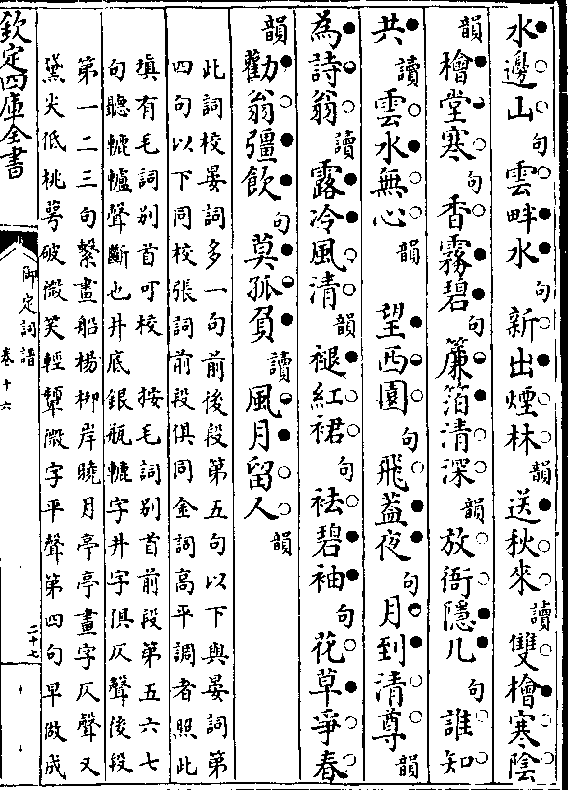 水邊山句雲畔水句新出煙林韻送秋來讀雙檜寒陰
韻檜堂寒句香霧碧句簾箔清深韻放衙隱几句誰知
共讀雲水無心韻望西園句飛蓋夜句月到清尊韻
為詩翁讀露冷風清韻褪紅裙句袪碧袖句花草爭春
韻勸翁彊飲句莫孤負讀風月留人韻
此詞校晏詞多一句前後段第五句以下與晏詞第
四句以下同校張詞前段俱同金詞高平調者照此
填有毛詞别首可校按毛詞别首前段第五六七
句聽轆轤聲斷也井底銀瓶轆字井字俱仄聲後段
第一二三句繫畫船楊柳岸曉月亭亭畫字仄聲又
黛尖低桃萼破微笑輕顰微字平聲第四句早做成
欽定四庫全書
御定詞譜
卷十六
二十七